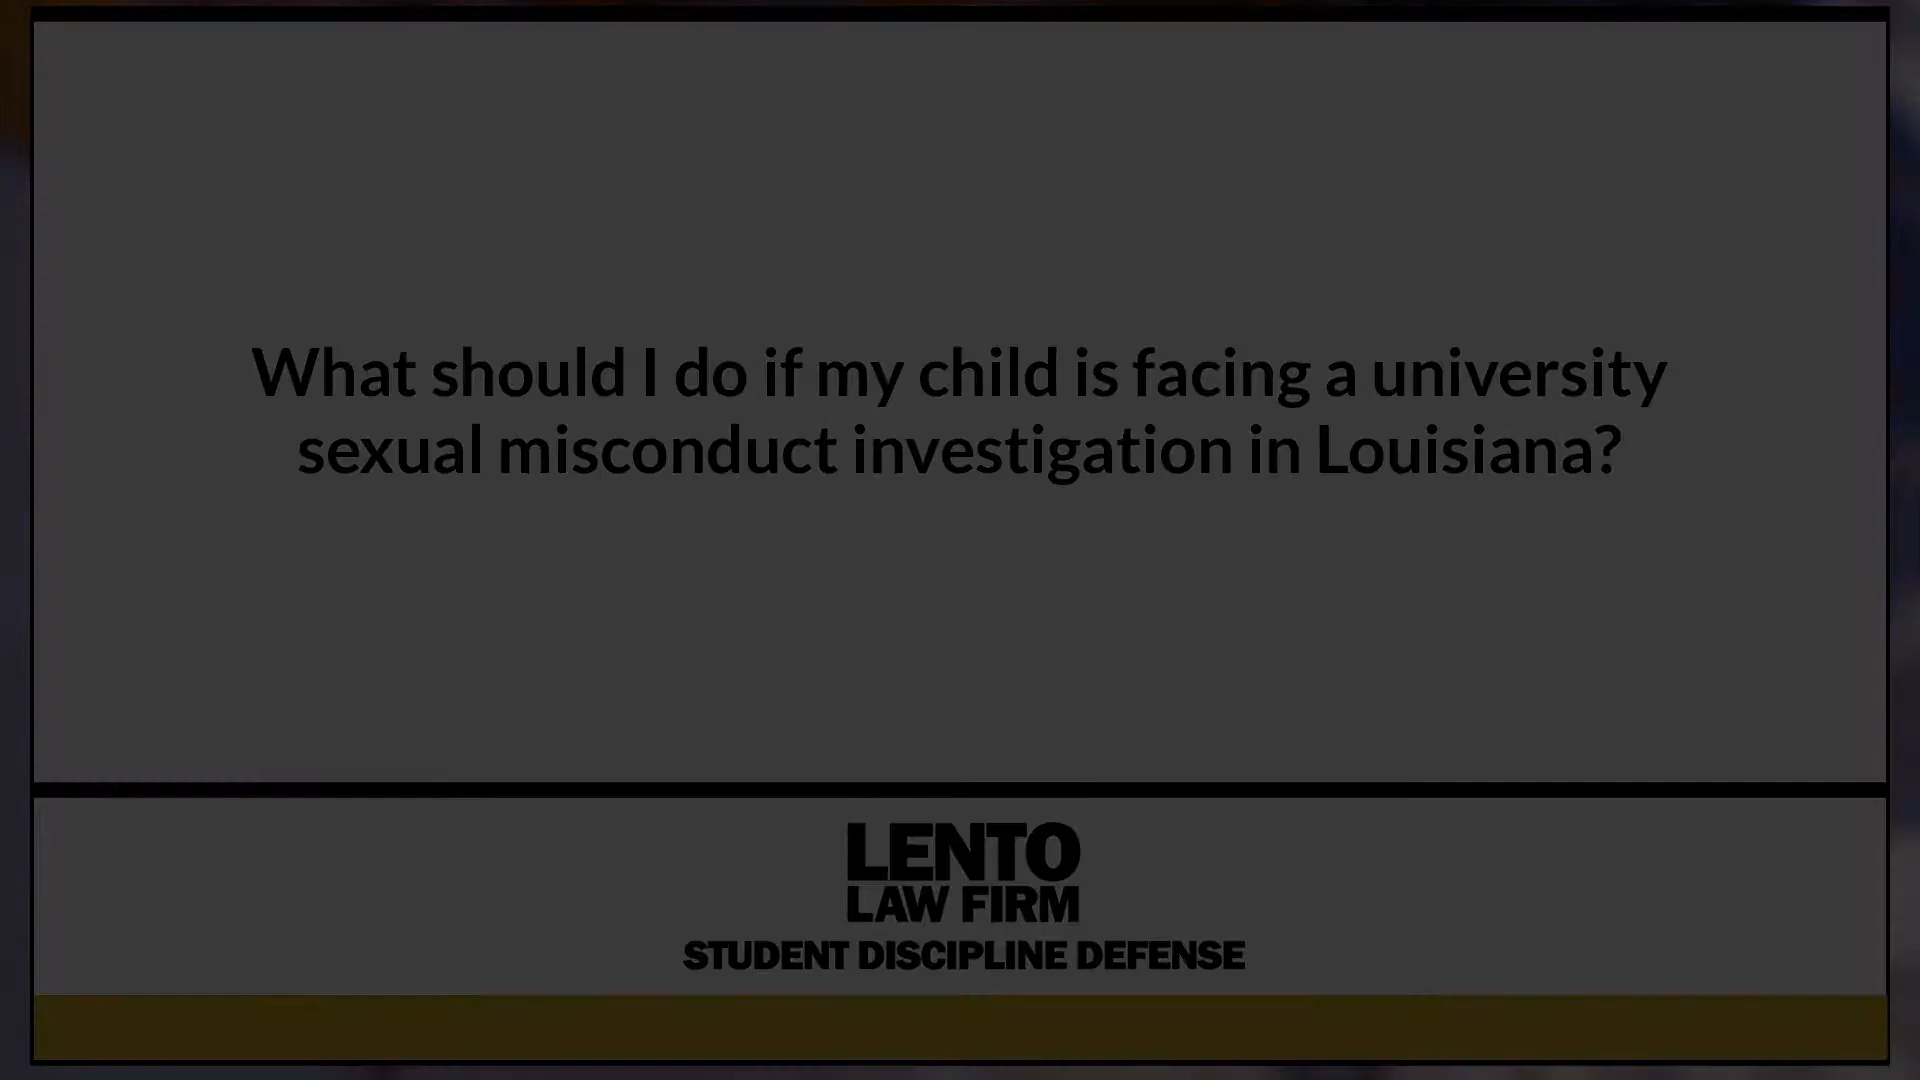 What should I do if my child is facing a university
sexual misconduct investigation in Louisiana?
LENTO
LAW FIRM
STUDENT DISCIPLINE DEFENSE